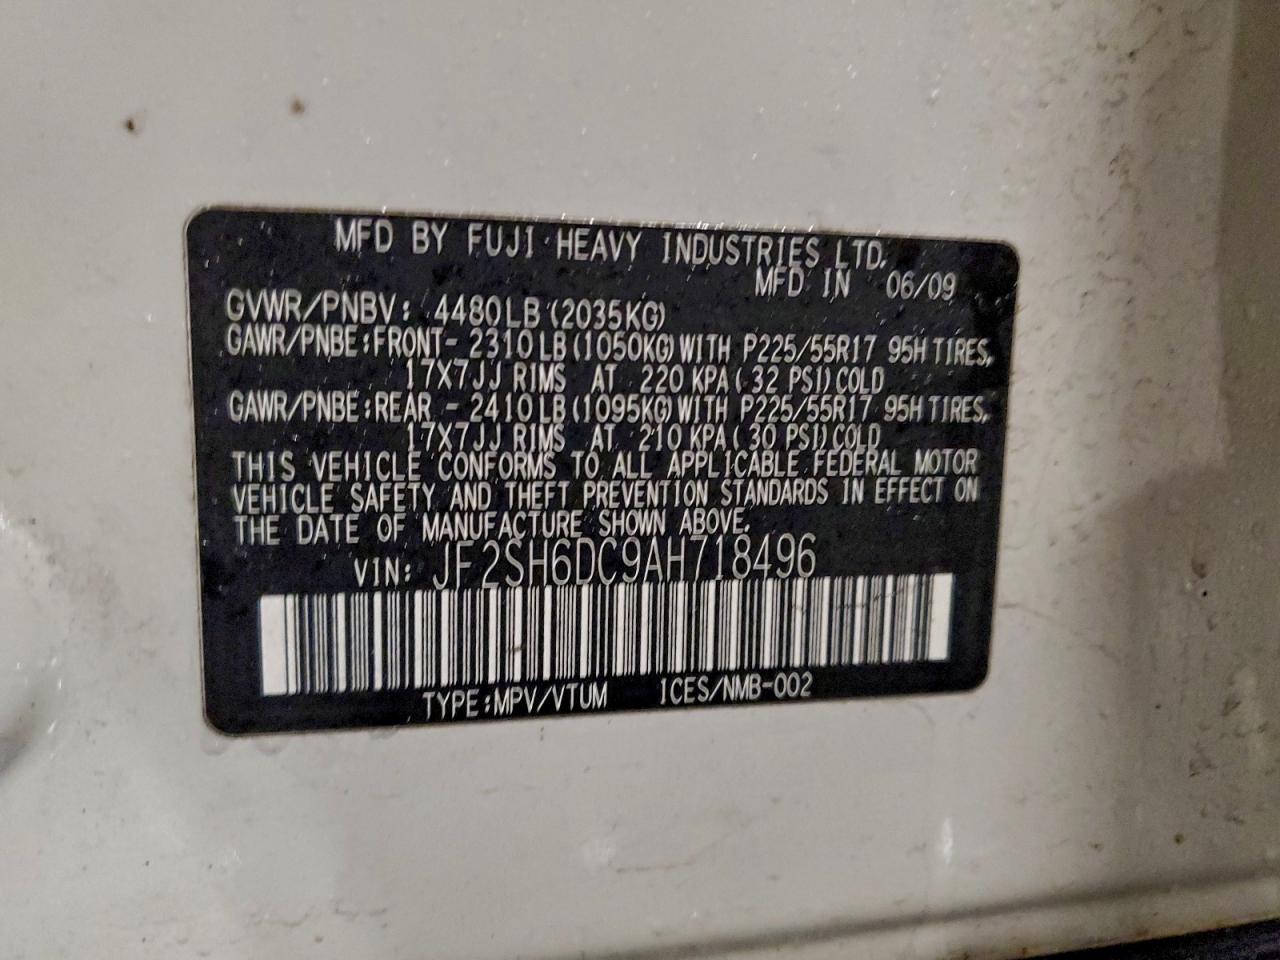 MFD BY FUJI HEAVY INDUSTRIES LTD.
MFD IN 06/09
GVWR/PNBV: 4480LB(2035KG)
GAWR/PNBE:FRONT- 2310LB(1050KG)WITH P225/55R17 95H TIRES,
17X7JJ RIMS AT 220 KPA( 32 PSI)COLD
GAWR/PNBE:REAR - 2410LB(1095KG)WITH P225/55R17 95H TIRES,
17X7JJ RIMS AT 210 KPA( 30 PSI)COLD
THIS VEHICLE CONFORMS TO ALL APPLICABLE FEDERAL MOTOR
VEHICLE SAFETY AND THEFT PREVENTION STANDARDS IN EFFECT ON
THE DATE OF MANUFACTURE SHOWN ABOVE.
VIN: JF2SH6DC9AH718496
TYPE:MPV/VTUM ICES/NMB-002